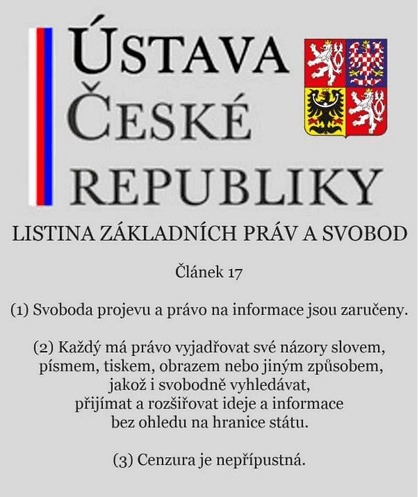 ÚSTAVA
ČESKÉ
REPUBLIKY
LISTINA ZÁKLADNÍCH PRÁV A SVOBOD
Článek 17
(1) Svoboda projevu a právo na informace jsou zaručeny.
(2) Každý má právo vyjadřovat své názory slovem,
písmem, tiskem, obrazem nebo jiným způsobem,
jakož i svobodně vyhledávat,
přijímat a rozšiřovat ideje a informace
bez ohledu na hranice státu.
(3) Cenzura je nepřípustná.